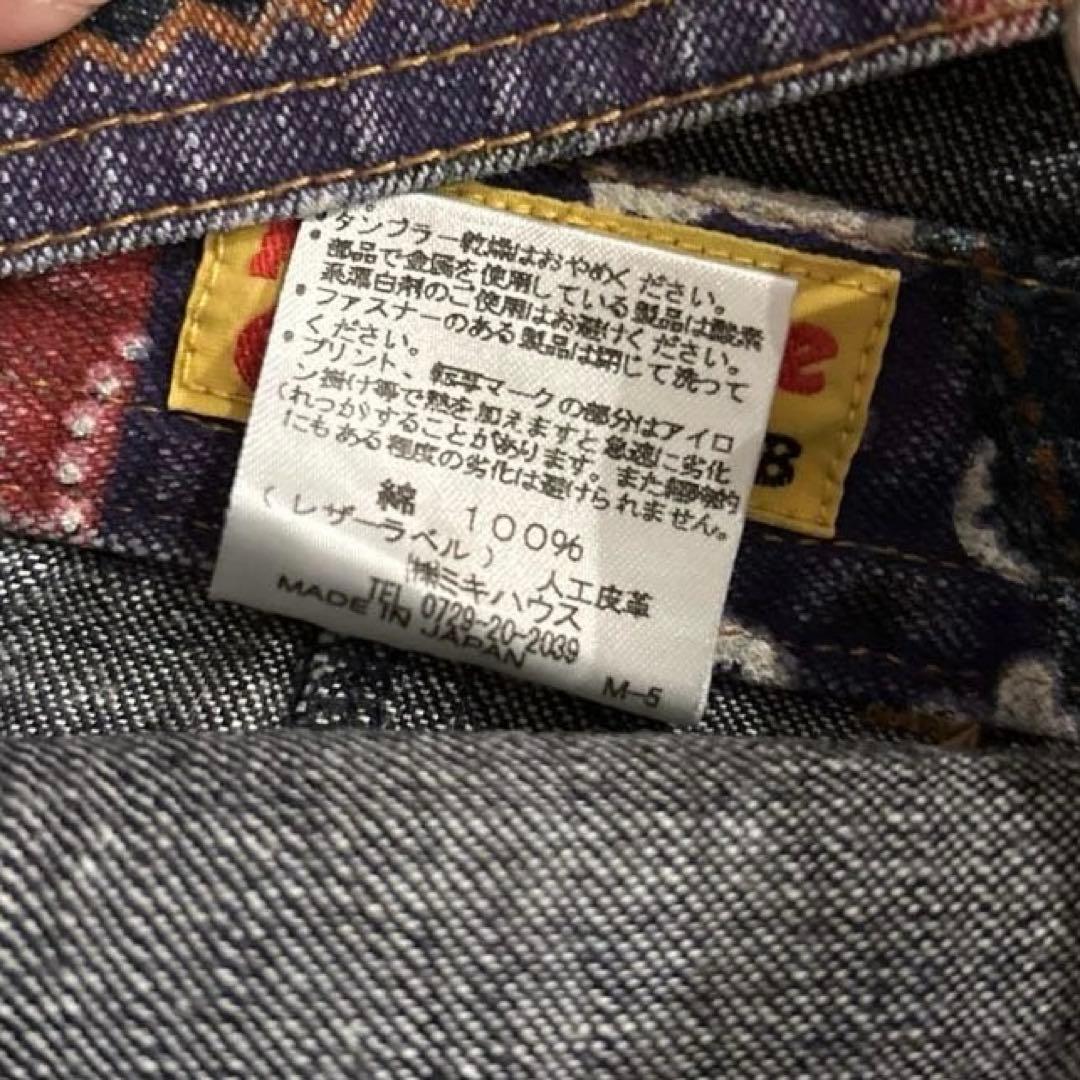 ・タンブラー乾燥はおやめください。
部品で金属を使用している製品は酸素
系漂白剤のご使用はお避けください。
・ファスナーのある製品は閉じて洗って
ください。
・プリント、転写マークの部分はアイロ
ン掛け等で熱を加えますと急速に劣化
(れっか)することがあります。また経時的
にもある程度の劣化は避けられません。
綿 100%
(レザーラベル) 人工皮革
㈱ミキハウス
TEL 0729-20-2039
MADE IN JAPAN
M-5
e
B